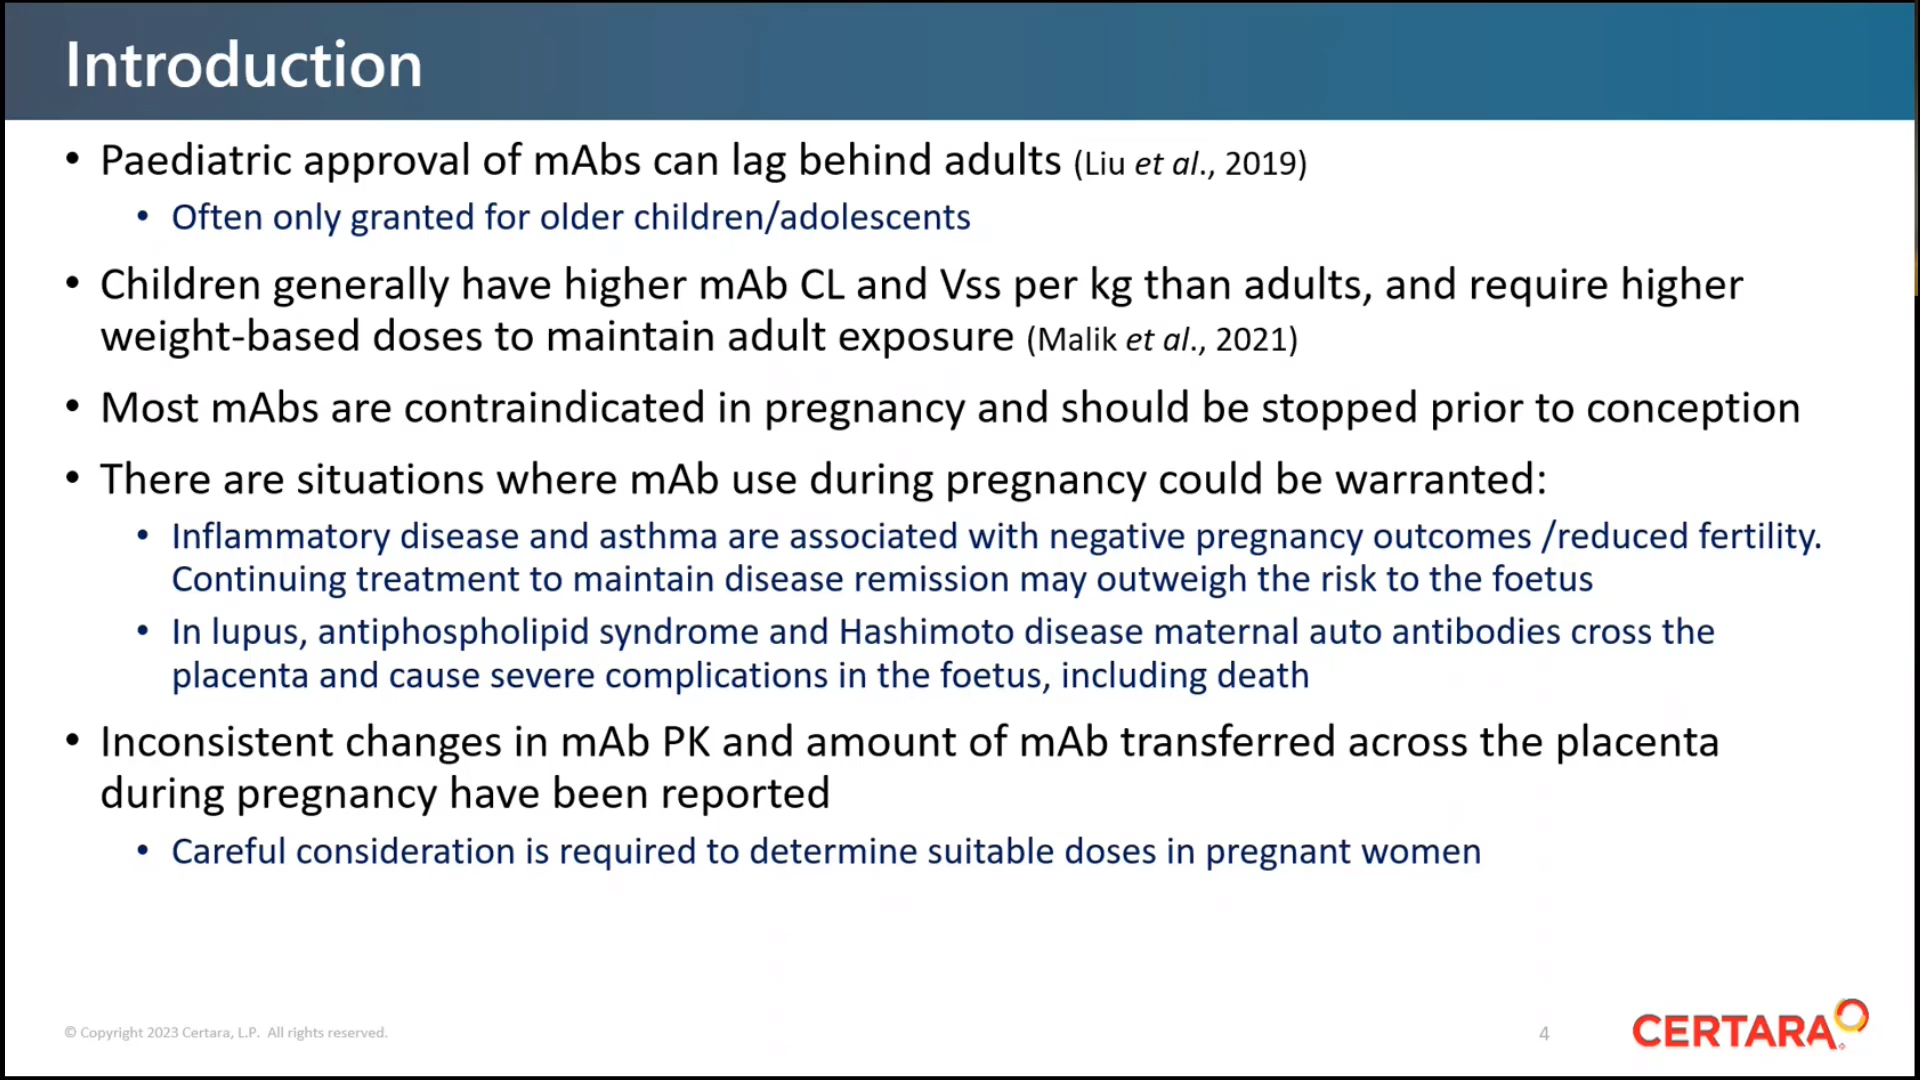 Introduction
• Paediatric approval of mAbs can lag behind adults (Liu et al., 2019)
• Often only granted for older children/adolescents
• Children generally have higher mAb CL and Vss per kg than adults, and require higher
weight-based doses to maintain adult exposure (Malik et al., 2021)
• Most mAbs are contraindicated in pregnancy and should be stopped prior to conception
• There are situations where mAb use during pregnancy could be warranted:
• Inflammatory disease and asthma are associated with negative pregnancy outcomes /reduced fertility.
Continuing treatment to maintain disease remission may outweigh the risk to the foetus
• In lupus, antiphospholipid syndrome and Hashimoto disease maternal auto antibodies cross the
placenta and cause severe complications in the foetus, including death
• Inconsistent changes in mAb PK and amount of mAb transferred across the placenta
during pregnancy have been reported
• Careful consideration is required to determine suitable doses in pregnant women
© Copyright 2023 Certara, L.P. All rights reserved.
4
CERTARA